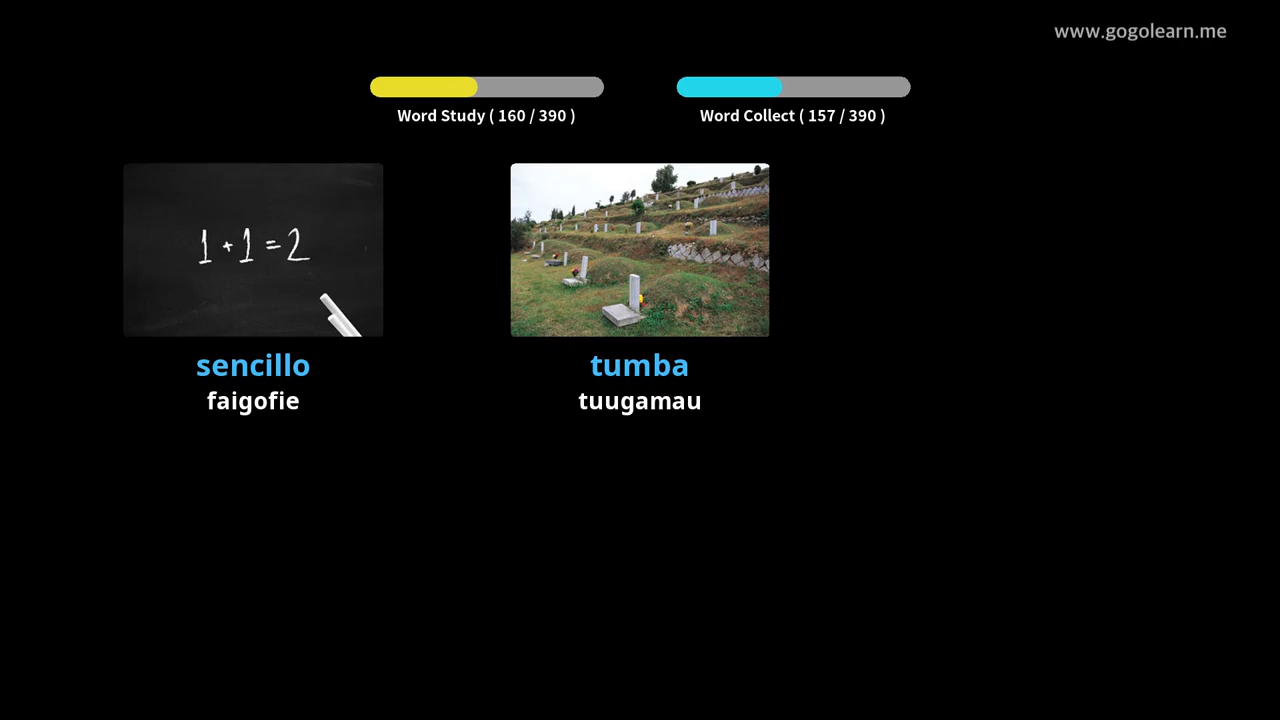 www.gogolearn.me
Word Study ( 160 / 390 )
Word Collect ( 157 / 390 )
1 + 1 = 2
sencillo
faigofie
tumba
tuugamau